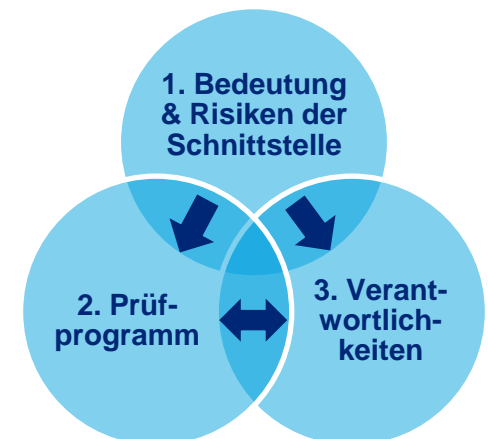 1. Bedeutung
& Risiken der
Schnittstelle
2. Prüf-
programm
3. Verant-
wortlich-
keiten